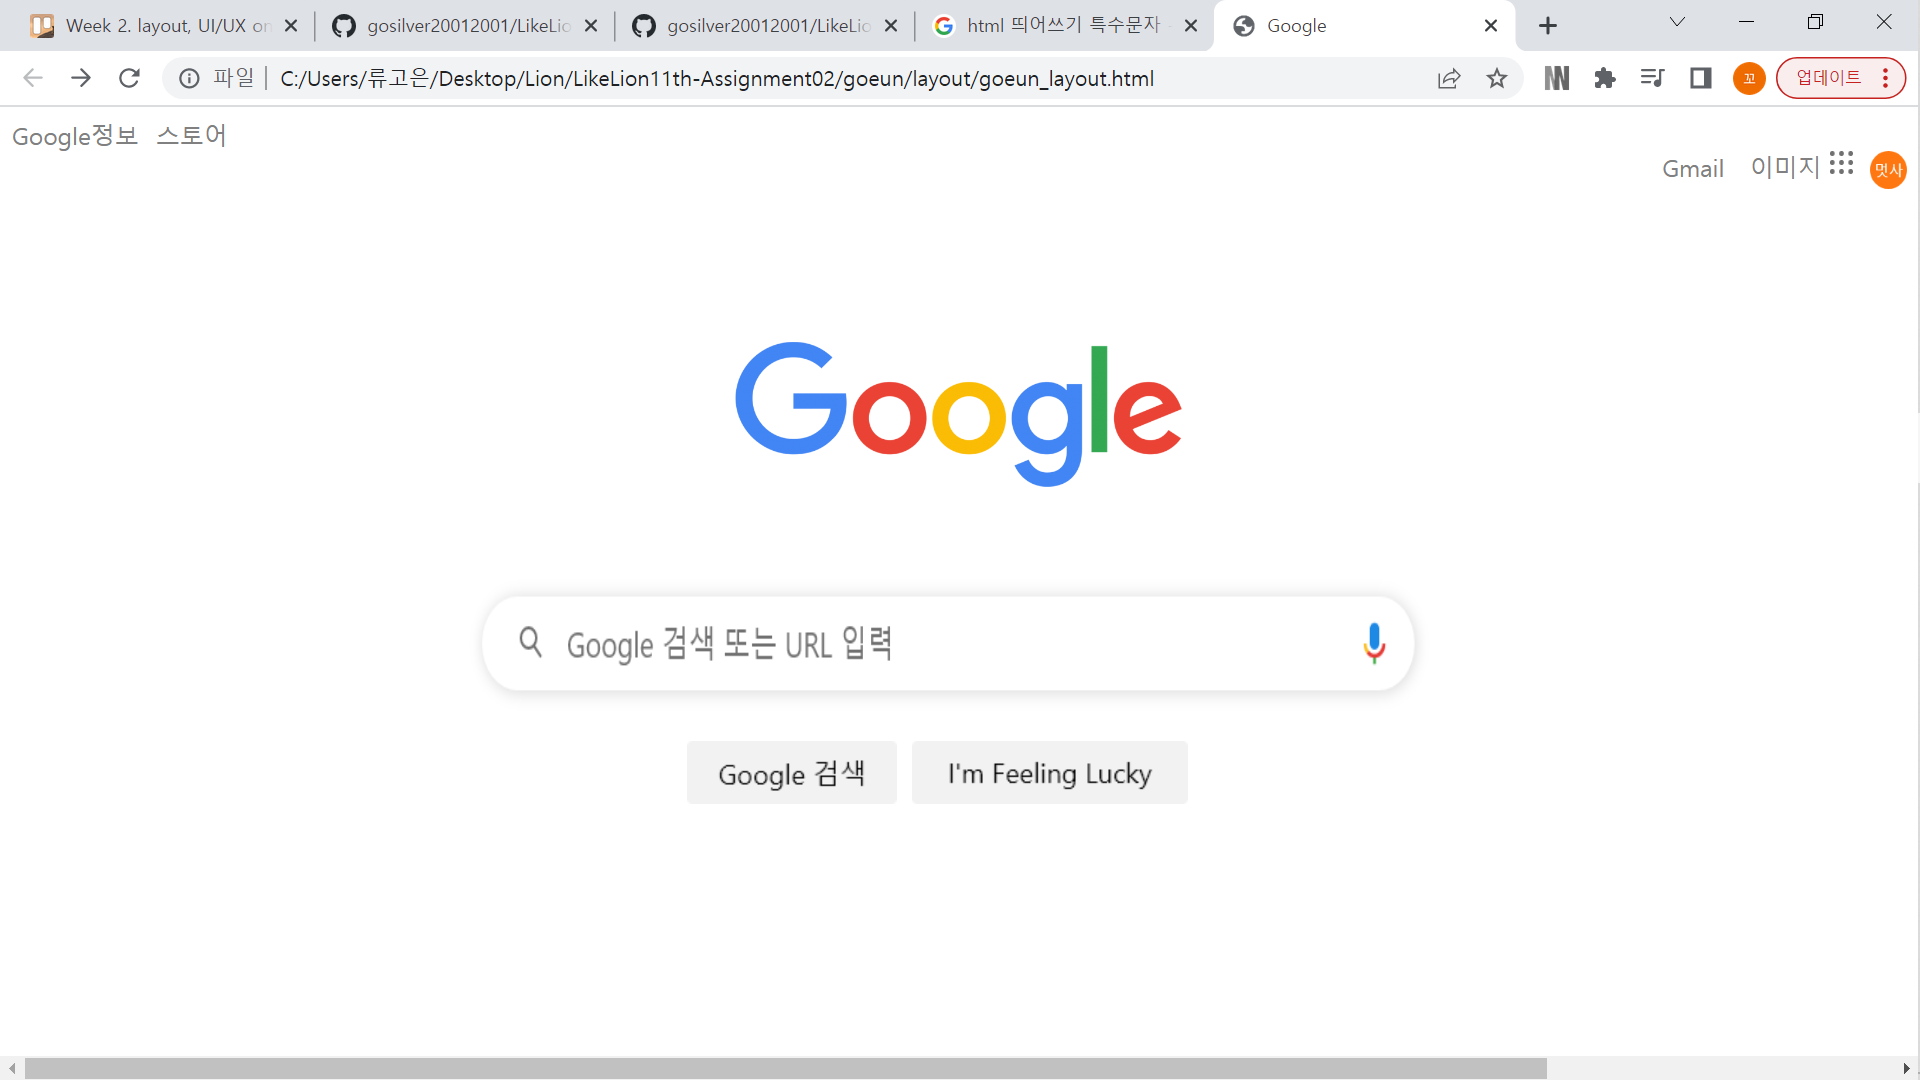 Week 2. layout, UI/UX on
gosilver20012001/LikeLio
gosilver20012001/LikeLio
html 띄어쓰기 특수문자
Google
파일
C:/Users/류고은/Desktop/Lion/LikeLion11th-Assignment02/goeun/layout/goeun_layout.html
꼬
업데이트
Google정보 스토어
Gmail 이미지 멋사
Google
Google 검색 또는 URL 입력
Google 검색 I'm Feeling Lucky